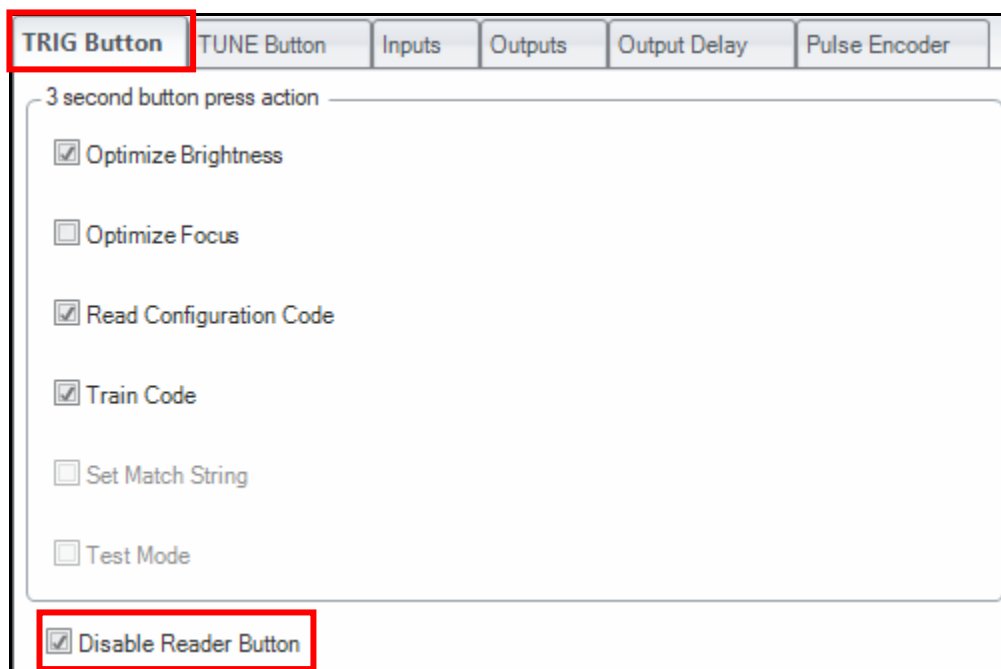 TRIG Button TUNE Button Inputs Outputs Output Delay Pulse Encoder
3 second button press action
Optimize Brightness
Optimize Focus
Read Configuration Code
Train Code
Set Match String
Test Mode
Disable Reader Button